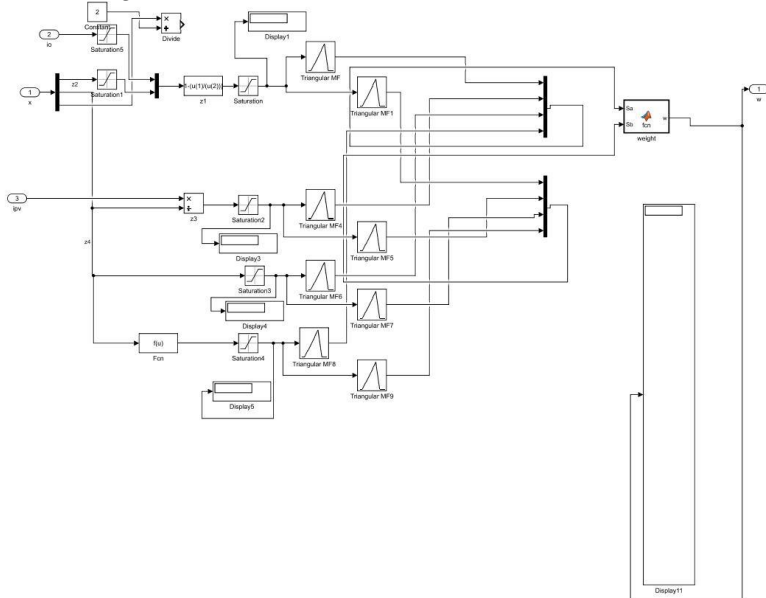 2
Constant
×
÷
Divide
2
io
Saturation5
Display1
Triangular MF
1
x
z2
Saturation1
1-(u(1)/(u(2)))
z1
Saturation
Triangular MF1
Sa
Sb
fcn
w
weight
1
w
3
ipv
×
÷
z3
Saturation2
Triangular MF4
Display3
Triangular MF5
z4
Saturation3
Triangular MF6
Display4
Triangular MF7
f(u)
Fcn
Saturation4
Triangular MF8
Display5
Triangular MF9
Display11